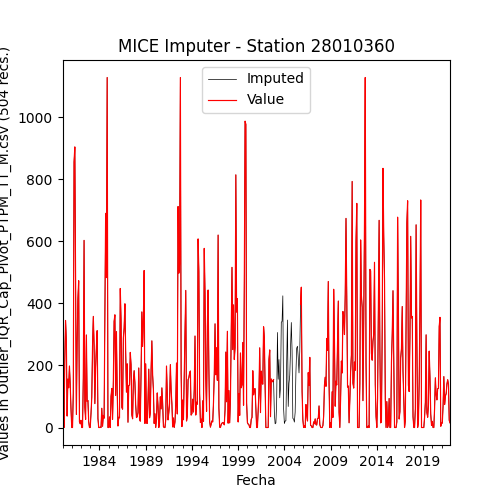 MICE Imputer - Station 28010360
Imputed
Value
1000
800
600
400
200
0
1984
1989
1994
1999
2004
2009
2014
2019
Fecha
Values in Outlier_IQR_Cap_Pivot_PTPM_TT_M.csv (504 recs.)